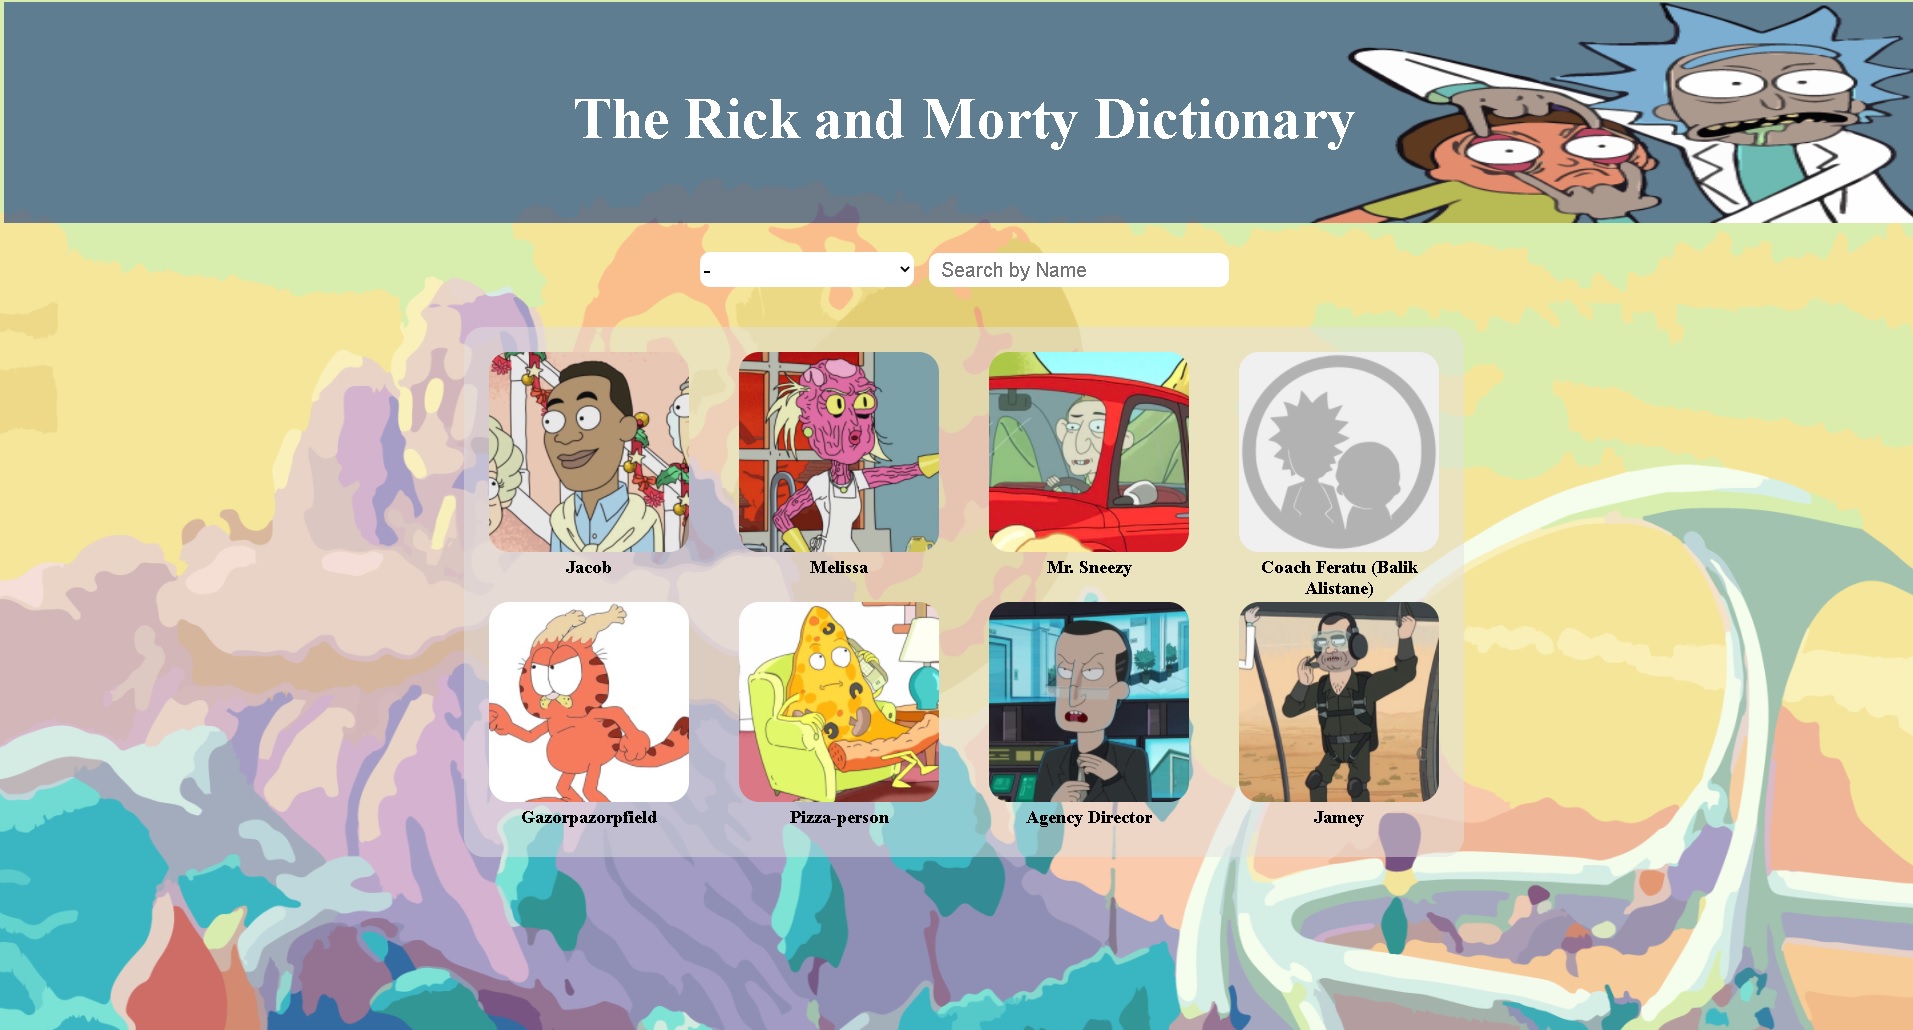 The Rick and Morty Dictionary
-
Search by Name
Jacob
Melissa
Mr. Sneezy
Coach Feratu (Balik
Alistane)
Gazorpazorpfield
Pizza-person
Agency Director
Jamey